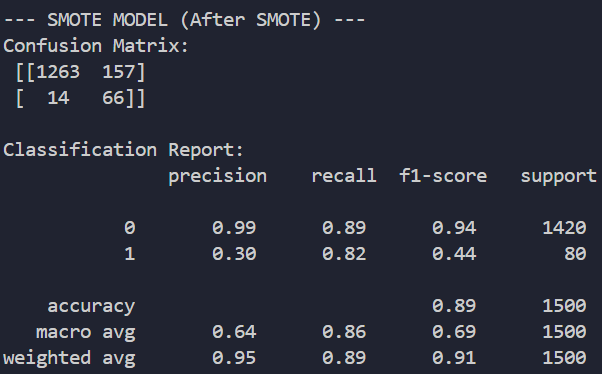 --- SMOTE MODEL (After SMOTE) ---
Confusion Matrix:
[[1263  157]
[  14   66]]
Classification Report:
precision    recall  f1-score   support
0       0.99      0.89      0.94      1420
1       0.30      0.82      0.44        80
accuracy                           0.89      1500
macro avg       0.64      0.86      0.69      1500
weighted avg       0.95      0.89      0.91      1500